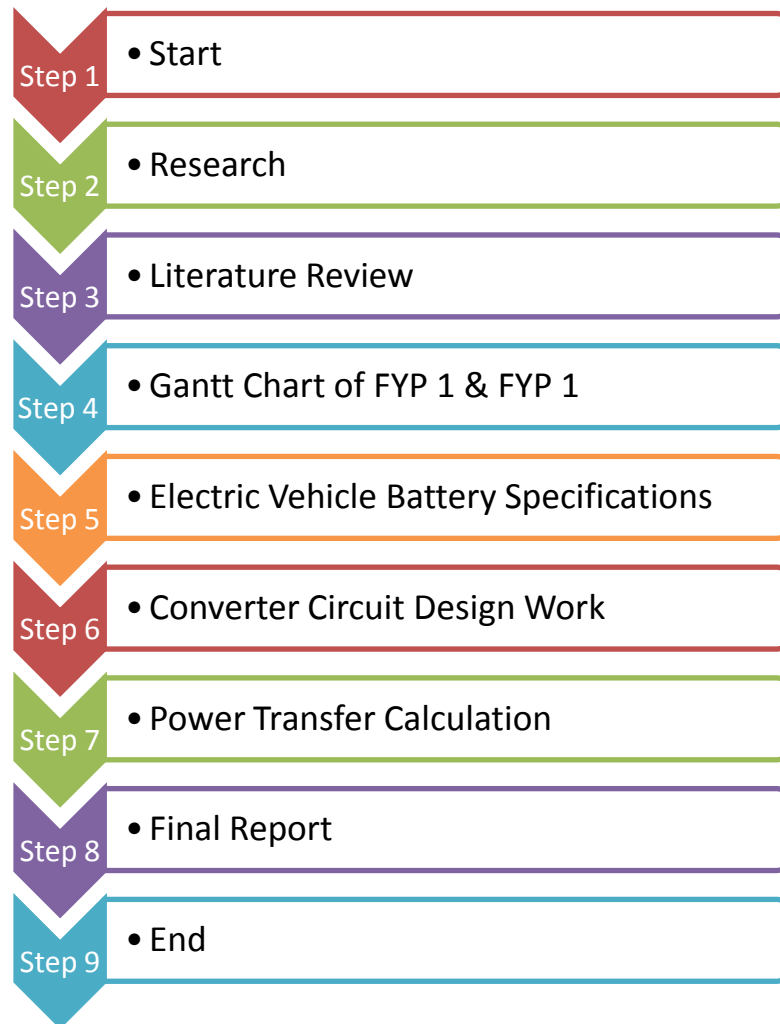 Step 1
• Start
Step 2
• Research
Step 3
• Literature Review
Step 4
• Gantt Chart of FYP 1 & FYP 1
Step 5
• Electric Vehicle Battery Specifications
Step 6
• Converter Circuit Design Work
Step 7
• Power Transfer Calculation
Step 8
• Final Report
Step 9
• End